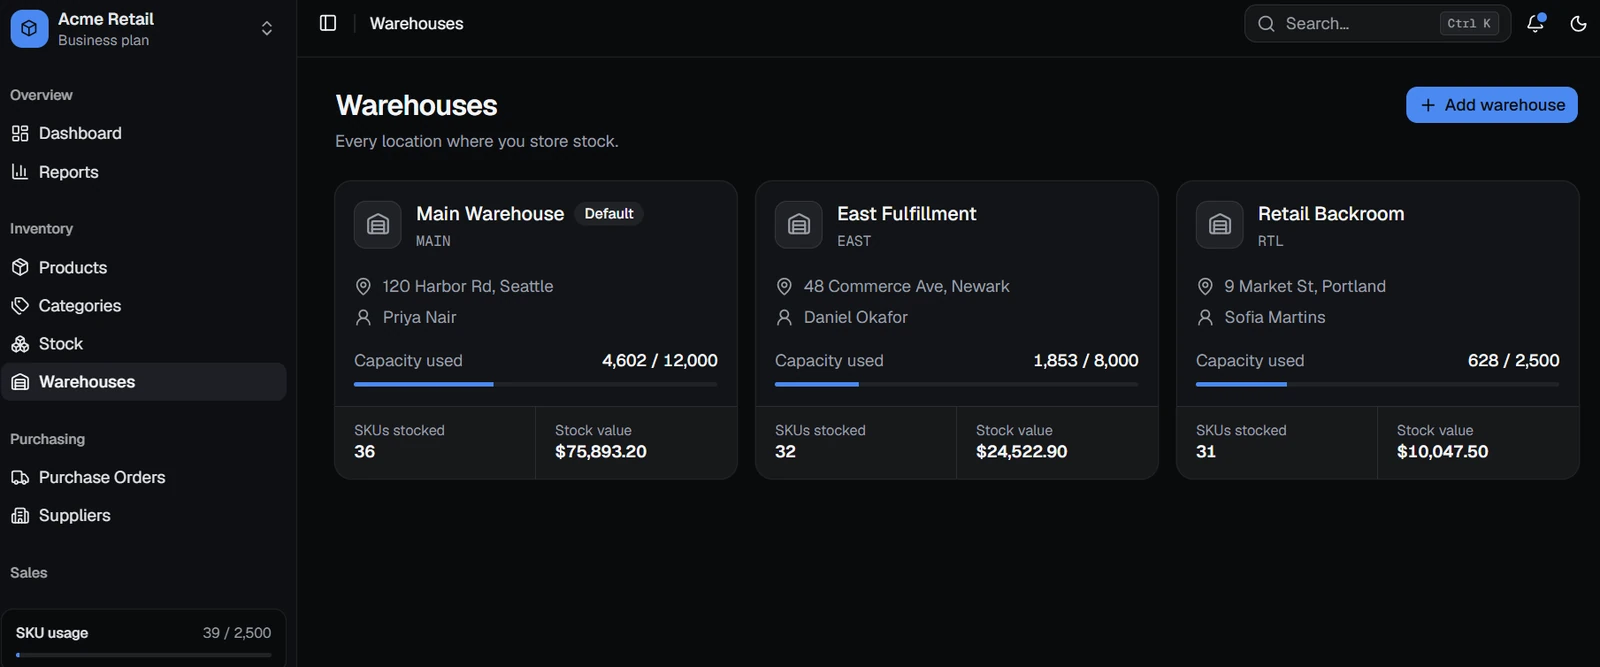 Acme Retail
Business plan
Overview
Dashboard
Reports
Inventory
Products
Categories
Stock
Warehouses
Purchasing
Purchase Orders
Suppliers
Sales
SKU usage 39 / 2,500
Warehouses
Search... Ctrl K
Warehouses
Every location where you store stock.
Add warehouse
Main Warehouse Default
MAIN
120 Harbor Rd, Seattle
Priya Nair
Capacity used 4,602 / 12,000
SKUs stocked
36
Stock value
$75,893.20
East Fulfillment
EAST
48 Commerce Ave, Newark
Daniel Okafor
Capacity used 1,853 / 8,000
SKUs stocked
32
Stock value
$24,522.90
Retail Backroom
RTL
9 Market St, Portland
Sofia Martins
Capacity used 628 / 2,500
SKUs stocked
31
Stock value
$10,047.50